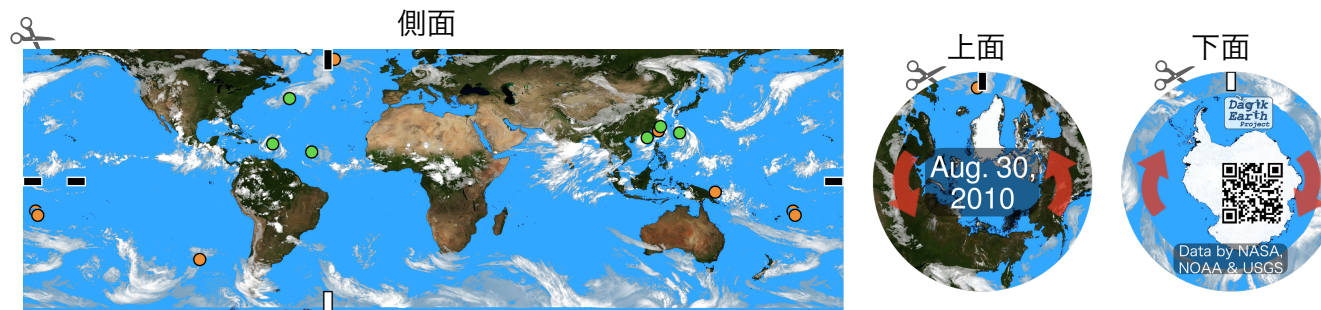 側面
上面
下面
Aug. 30,
2010
Dagik
Earth
Project
Data by NASA,
NOAA & USGS